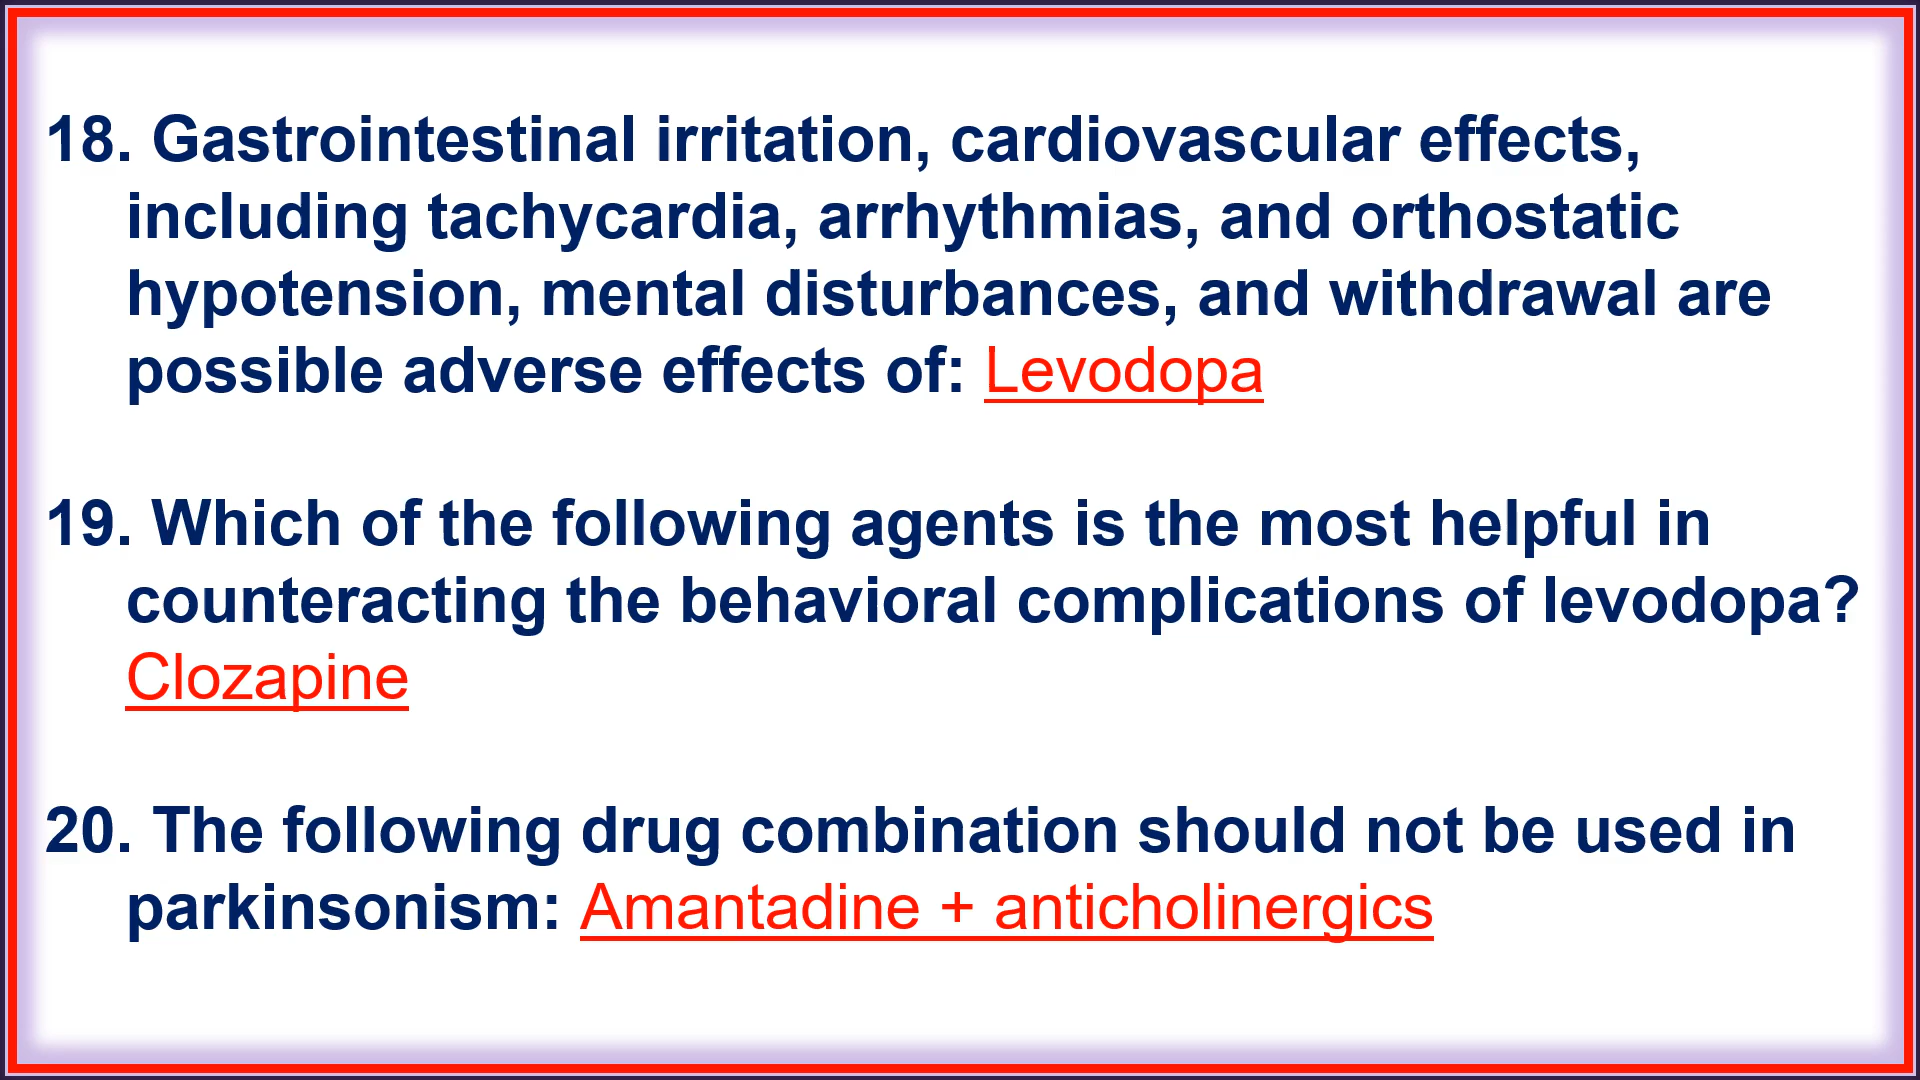 18. Gastrointestinal irritation, cardiovascular effects,
including tachycardia, arrhythmias, and orthostatic
hypotension, mental disturbances, and withdrawal are
possible adverse effects of: Levodopa
19. Which of the following agents is the most helpful in
counteracting the behavioral complications of levodopa?
Clozapine
20. The following drug combination should not be used in
parkinsonism: Amantadine + anticholinergics